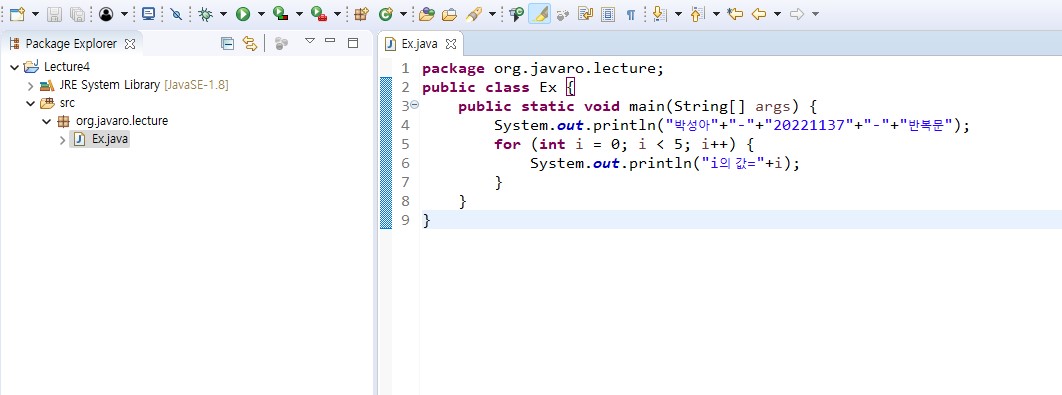 Package Explorer
Lecture4
JRE System Library [JavaSE-1.8]
src
org.javaro.lecture
Ex.java
Ex.java
1 package org.javaro.lecture;
2 public class Ex {
3 public static void main(String[] args) {
4 System.out.println("박성아"+"-"+"20221137"+"-"+"반복문");
5 for (int i = 0; i < 5; i++) {
6 System.out.println("i의 값="+i);
7 }
8 }
9 }